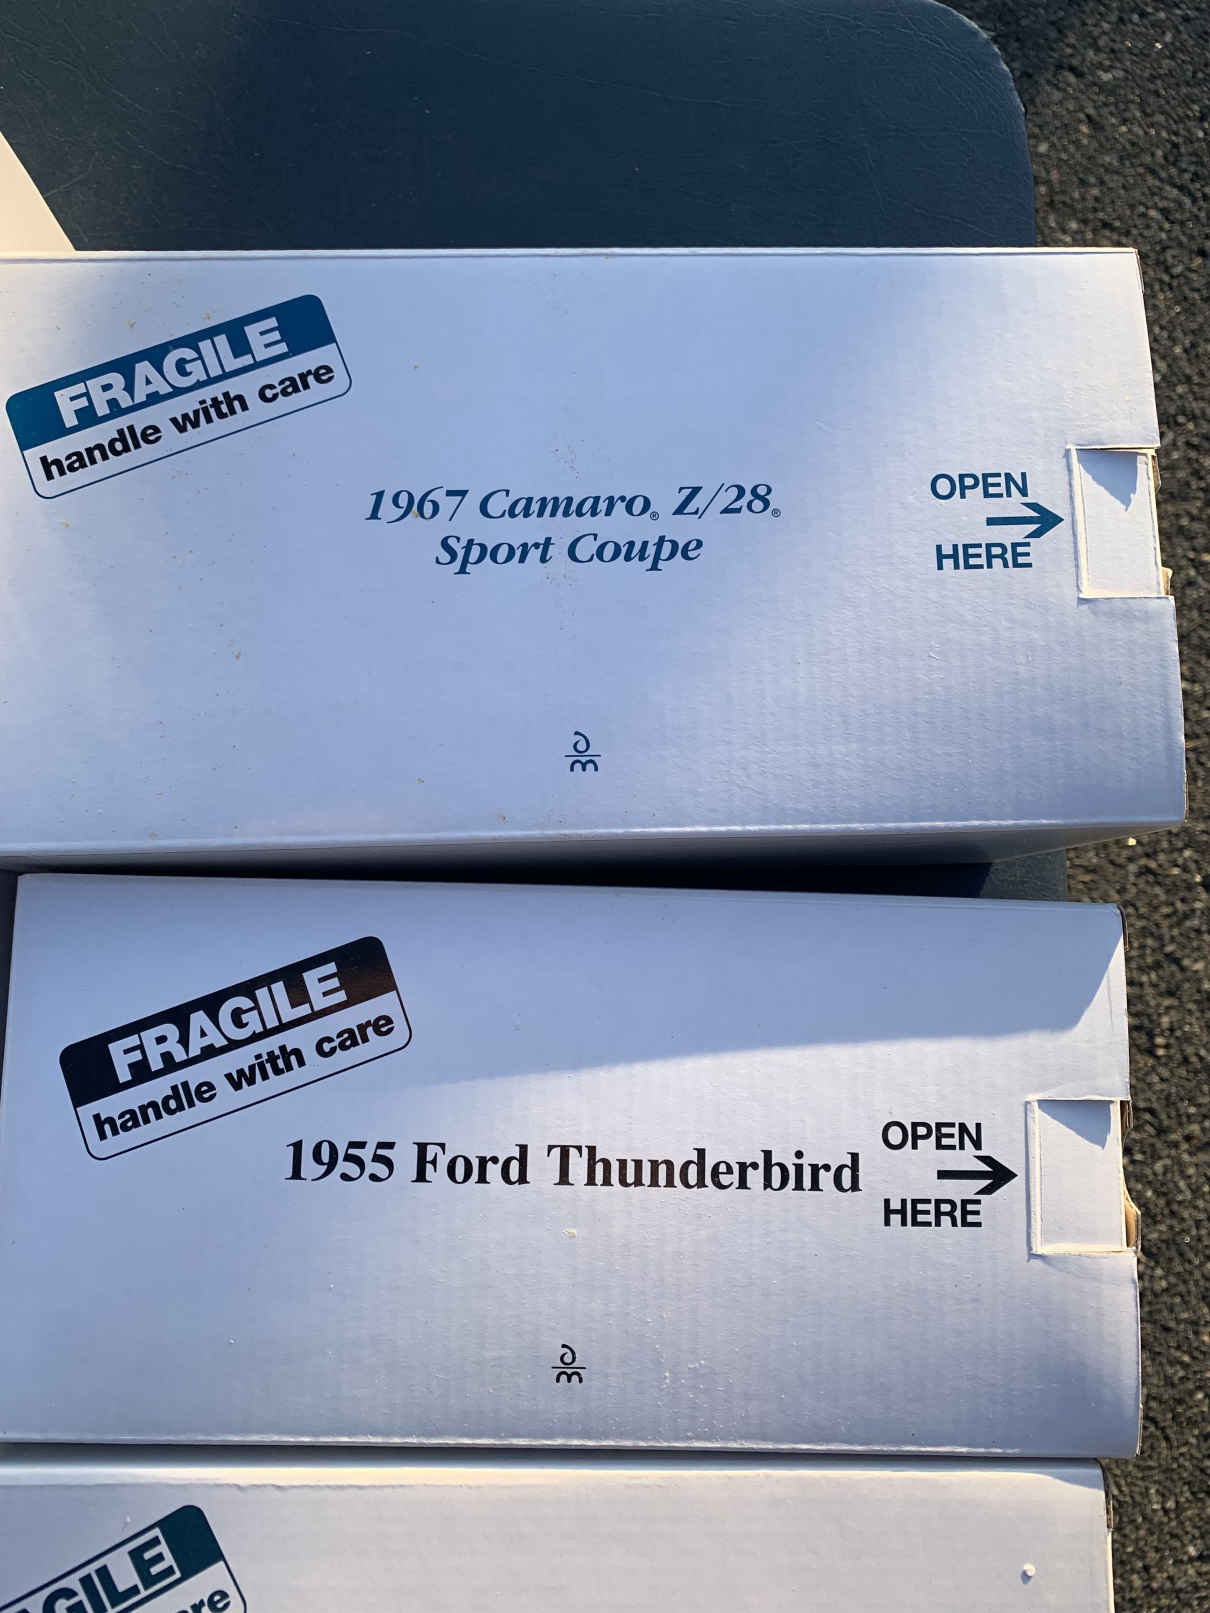 FRAGILE
handle with care
1967 Camaro® Z/28®
Sport Coupe
OPEN
HERE
FRAGILE
handle with care
1955 Ford Thunderbird
OPEN
HERE